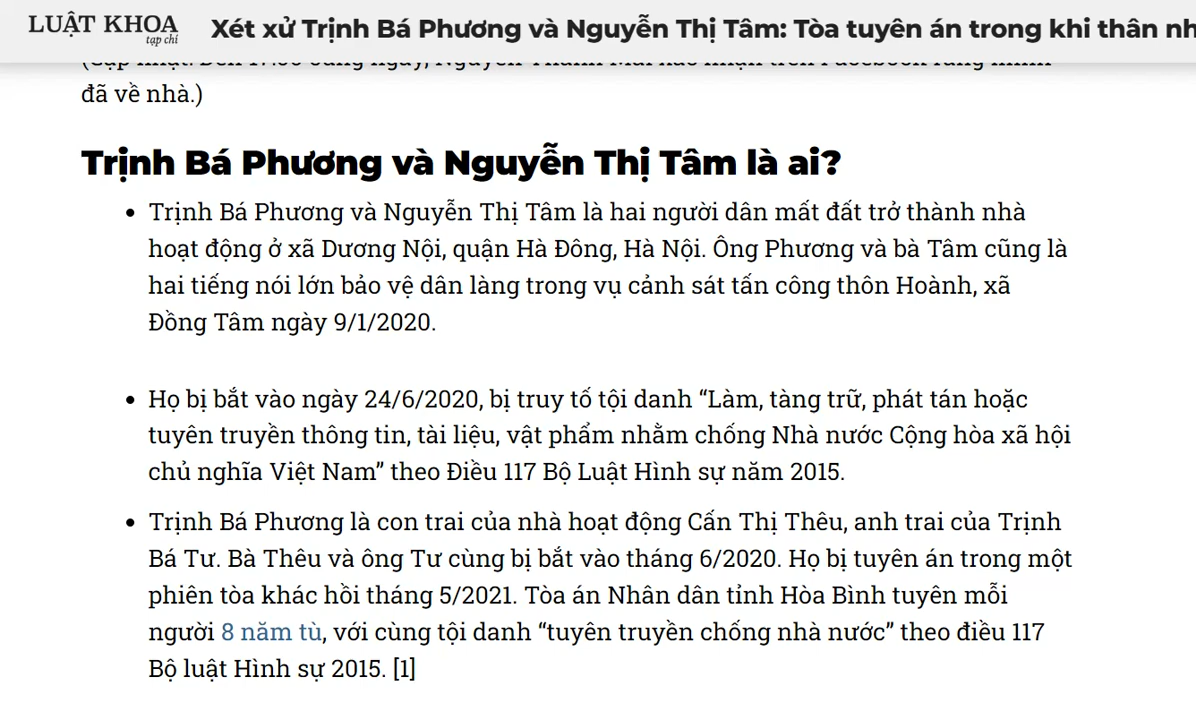 LUẬT KHOA
tạp chí
Xét xử Trịnh Bá Phương và Nguyễn Thị Tâm: Tòa tuyên án trong khi thân nh
đã về nhà.)
Trịnh Bá Phương và Nguyễn Thị Tâm là ai?
• Trịnh Bá Phương và Nguyễn Thị Tâm là hai người dân mất đất trở thành nhà
hoạt động ở xã Dương Nội, quận Hà Đông, Hà Nội. Ông Phương và bà Tâm cũng là
hai tiếng nói lớn bảo vệ dân làng trong vụ cảnh sát tấn công thôn Hoành, xã
Đồng Tâm ngày 9/1/2020.
• Họ bị bắt vào ngày 24/6/2020, bị truy tố tội danh “Làm, tàng trữ, phát tán hoặc
tuyên truyền thông tin, tài liệu, vật phẩm nhằm chống Nhà nước Cộng hòa xã hội
chủ nghĩa Việt Nam” theo Điều 117 Bộ Luật Hình sự năm 2015.
• Trịnh Bá Phương là con trai của nhà hoạt động Cấn Thị Thêu, anh trai của Trịnh
Bá Tư. Bà Thêu và ông Tư cùng bị bắt vào tháng 6/2020. Họ bị tuyên án trong một
phiên tòa khác hồi tháng 5/2021. Tòa án Nhân dân tỉnh Hòa Bình tuyên mỗi
người 8 năm tù, với cùng tội danh “tuyên truyền chống nhà nước” theo điều 117
Bộ luật Hình sự 2015. [1]